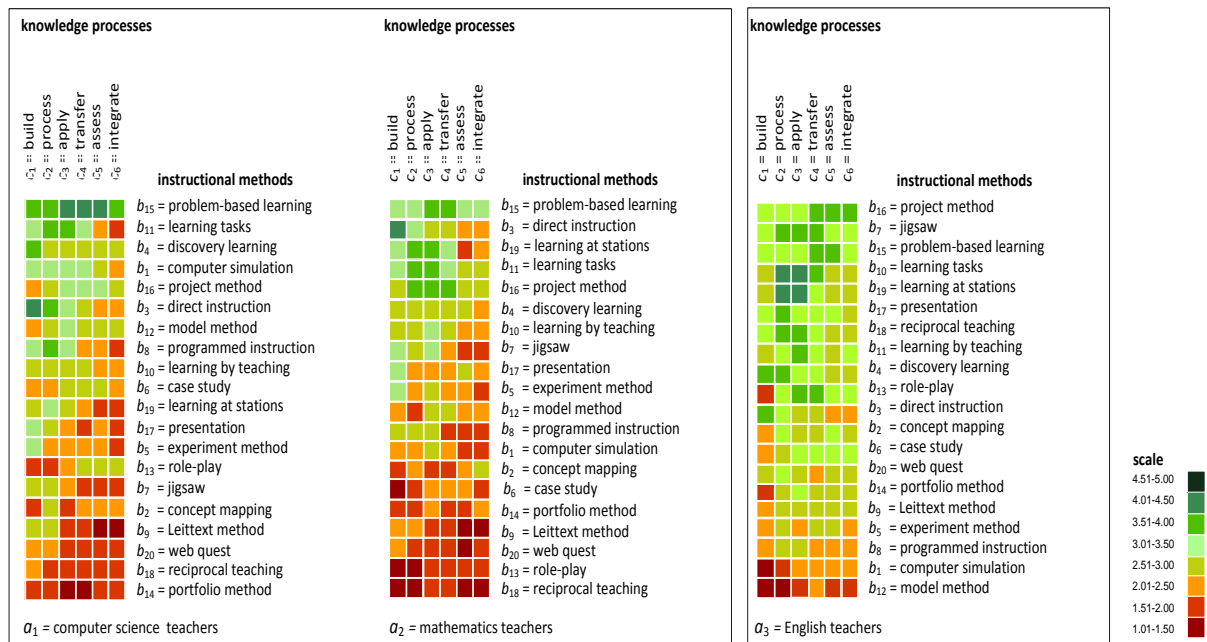 knowledge processes
c1 = build
c2 = process
c3 = apply
c4 = transfer
c5 = assess
c6 = integrate
instructional methods
b15 = problem-based learning
b11 = learning tasks
b4 = discovery learning
b1 = computer simulation
b16 = project method
b3 = direct instruction
b12 = model method
b8 = programmed instruction
b10 = learning by teaching
b6 = case study
b19 = learning at stations
b17 = presentation
b5 = experiment method
b13 = role-play
b7 = jigsaw
b2 = concept mapping
b9 = Leittext method
b20 = web quest
b18 = reciprocal teaching
b14 = portfolio method
a1 = computer science teachers
knowledge processes
c1 = build
c2 = process
c3 = apply
c4 = transfer
c5 = assess
c6 = integrate
instructional methods
b15 = problem-based learning
b3 = direct instruction
b19 = learning at stations
b11 = learning tasks
b16 = project method
b4 = discovery learning
b10 = learning by teaching
b7 = jigsaw
b17 = presentation
b5 = experiment method
b12 = model method
b8 = programmed instruction
b1 = computer simulation
b2 = concept mapping
b6 = case study
b14 = portfolio method
b9 = Leittext method
b20 = web quest
b13 = role-play
b18 = reciprocal teaching
a2 = mathematics teachers
knowledge processes
c1 = build
c2 = process
c3 = apply
c4 = transfer
c5 = assess
c6 = integrate
instructional methods
b16 = project method
b7 = jigsaw
b15 = problem-based learning
b10 = learning tasks
b19 = learning at stations
b17 = presentation
b18 = reciprocal teaching
b11 = learning by teaching
b4 = discovery learning
b13 = role-play
b3 = direct instruction
b2 = concept mapping
b6 = case study
b20 = web quest
b14 = portfolio method
b9 = Leittext method
b5 = experiment method
b8 = programmed instruction
b1 = computer simulation
b12 = model method
a3 = English teachers
scale
4.51-5.00
4.01-4.50
3.51-4.00
3.01-3.50
2.51-3.00
2.01-2.50
1.51-2.00
1.01-1.50